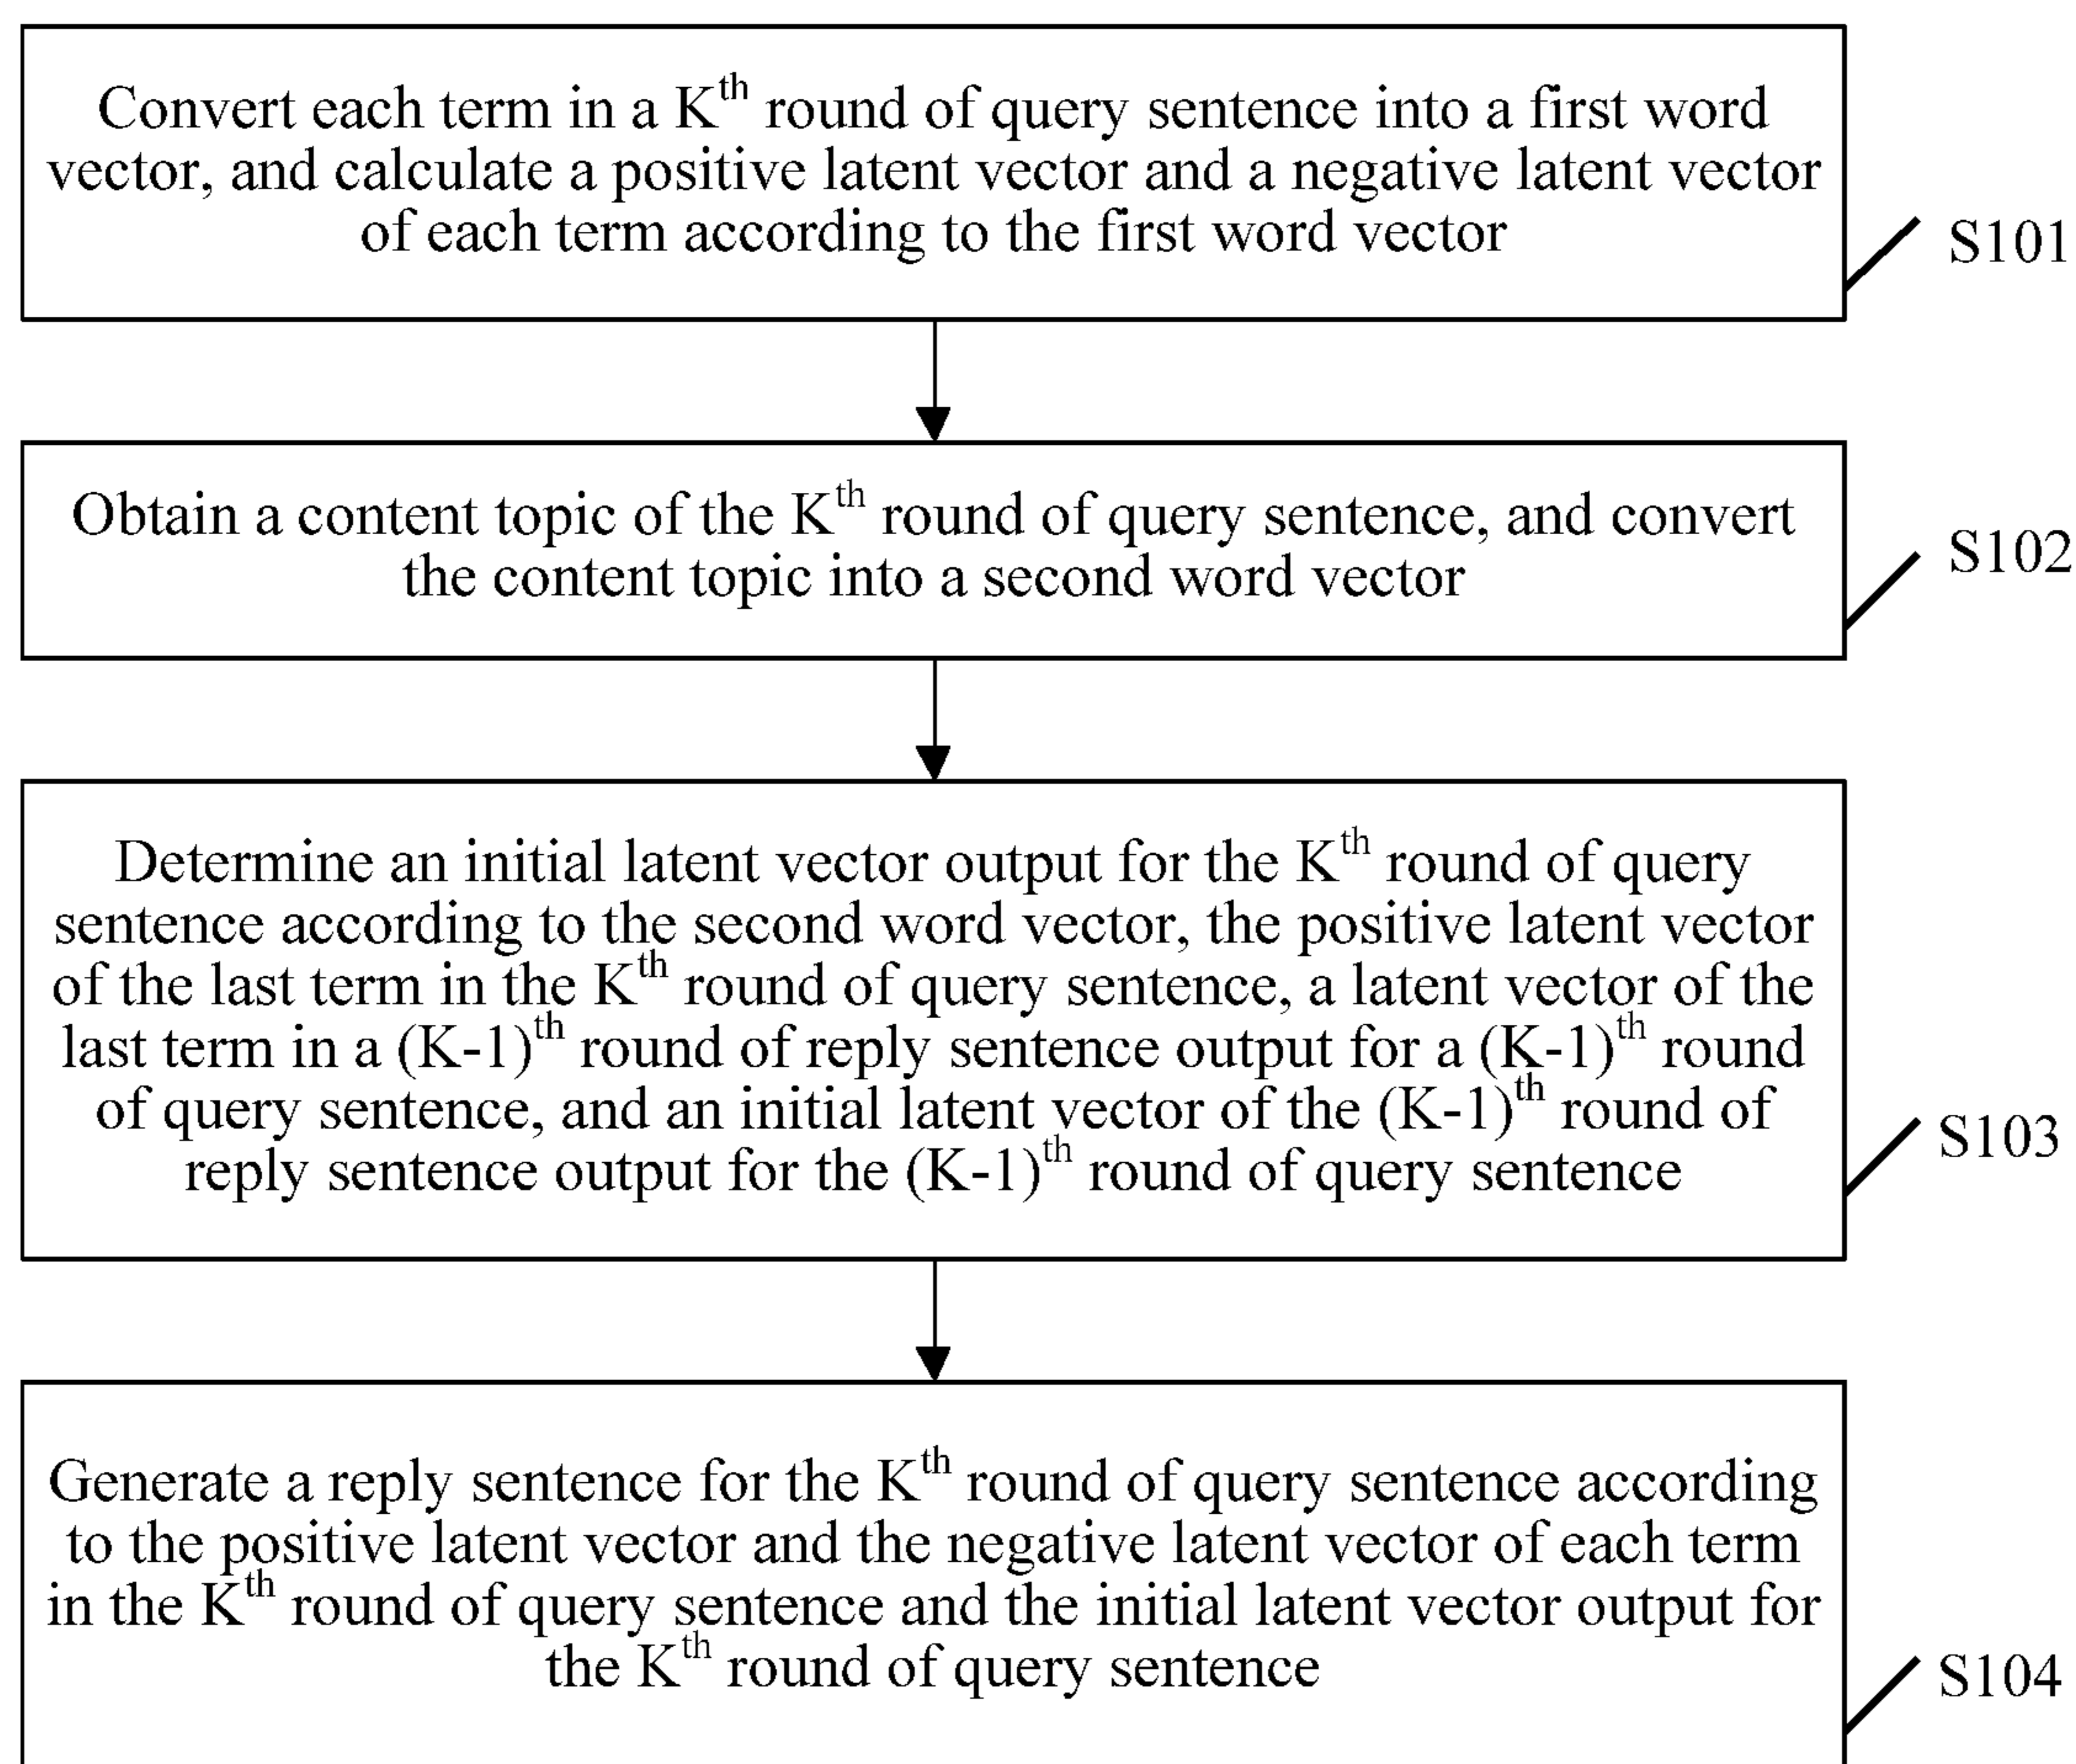 Convert each term in a Kth round of query sentence into a first word
vector, and calculate a positive latent vector and a negative latent vector
of each term according to the first word vector
S101
Obtain a content topic of the Kth round of query sentence, and convert
the content topic into a second word vector
S102
Determine an initial latent vector output for the Kth round of query
sentence according to the second word vector, the positive latent vector
of the last term in the Kth round of query sentence, a latent vector of the
last term in a (K-1)th round of reply sentence output for a (K-1)th round
of query sentence, and an initial latent vector of the (K-1)th round of
reply sentence output for the (K-1)th round of query sentence
S103
Generate a reply sentence for the Kth round of query sentence according
to the positive latent vector and the negative latent vector of each term
in the Kth round of query sentence and the initial latent vector output for
the Kth round of query sentence
S104